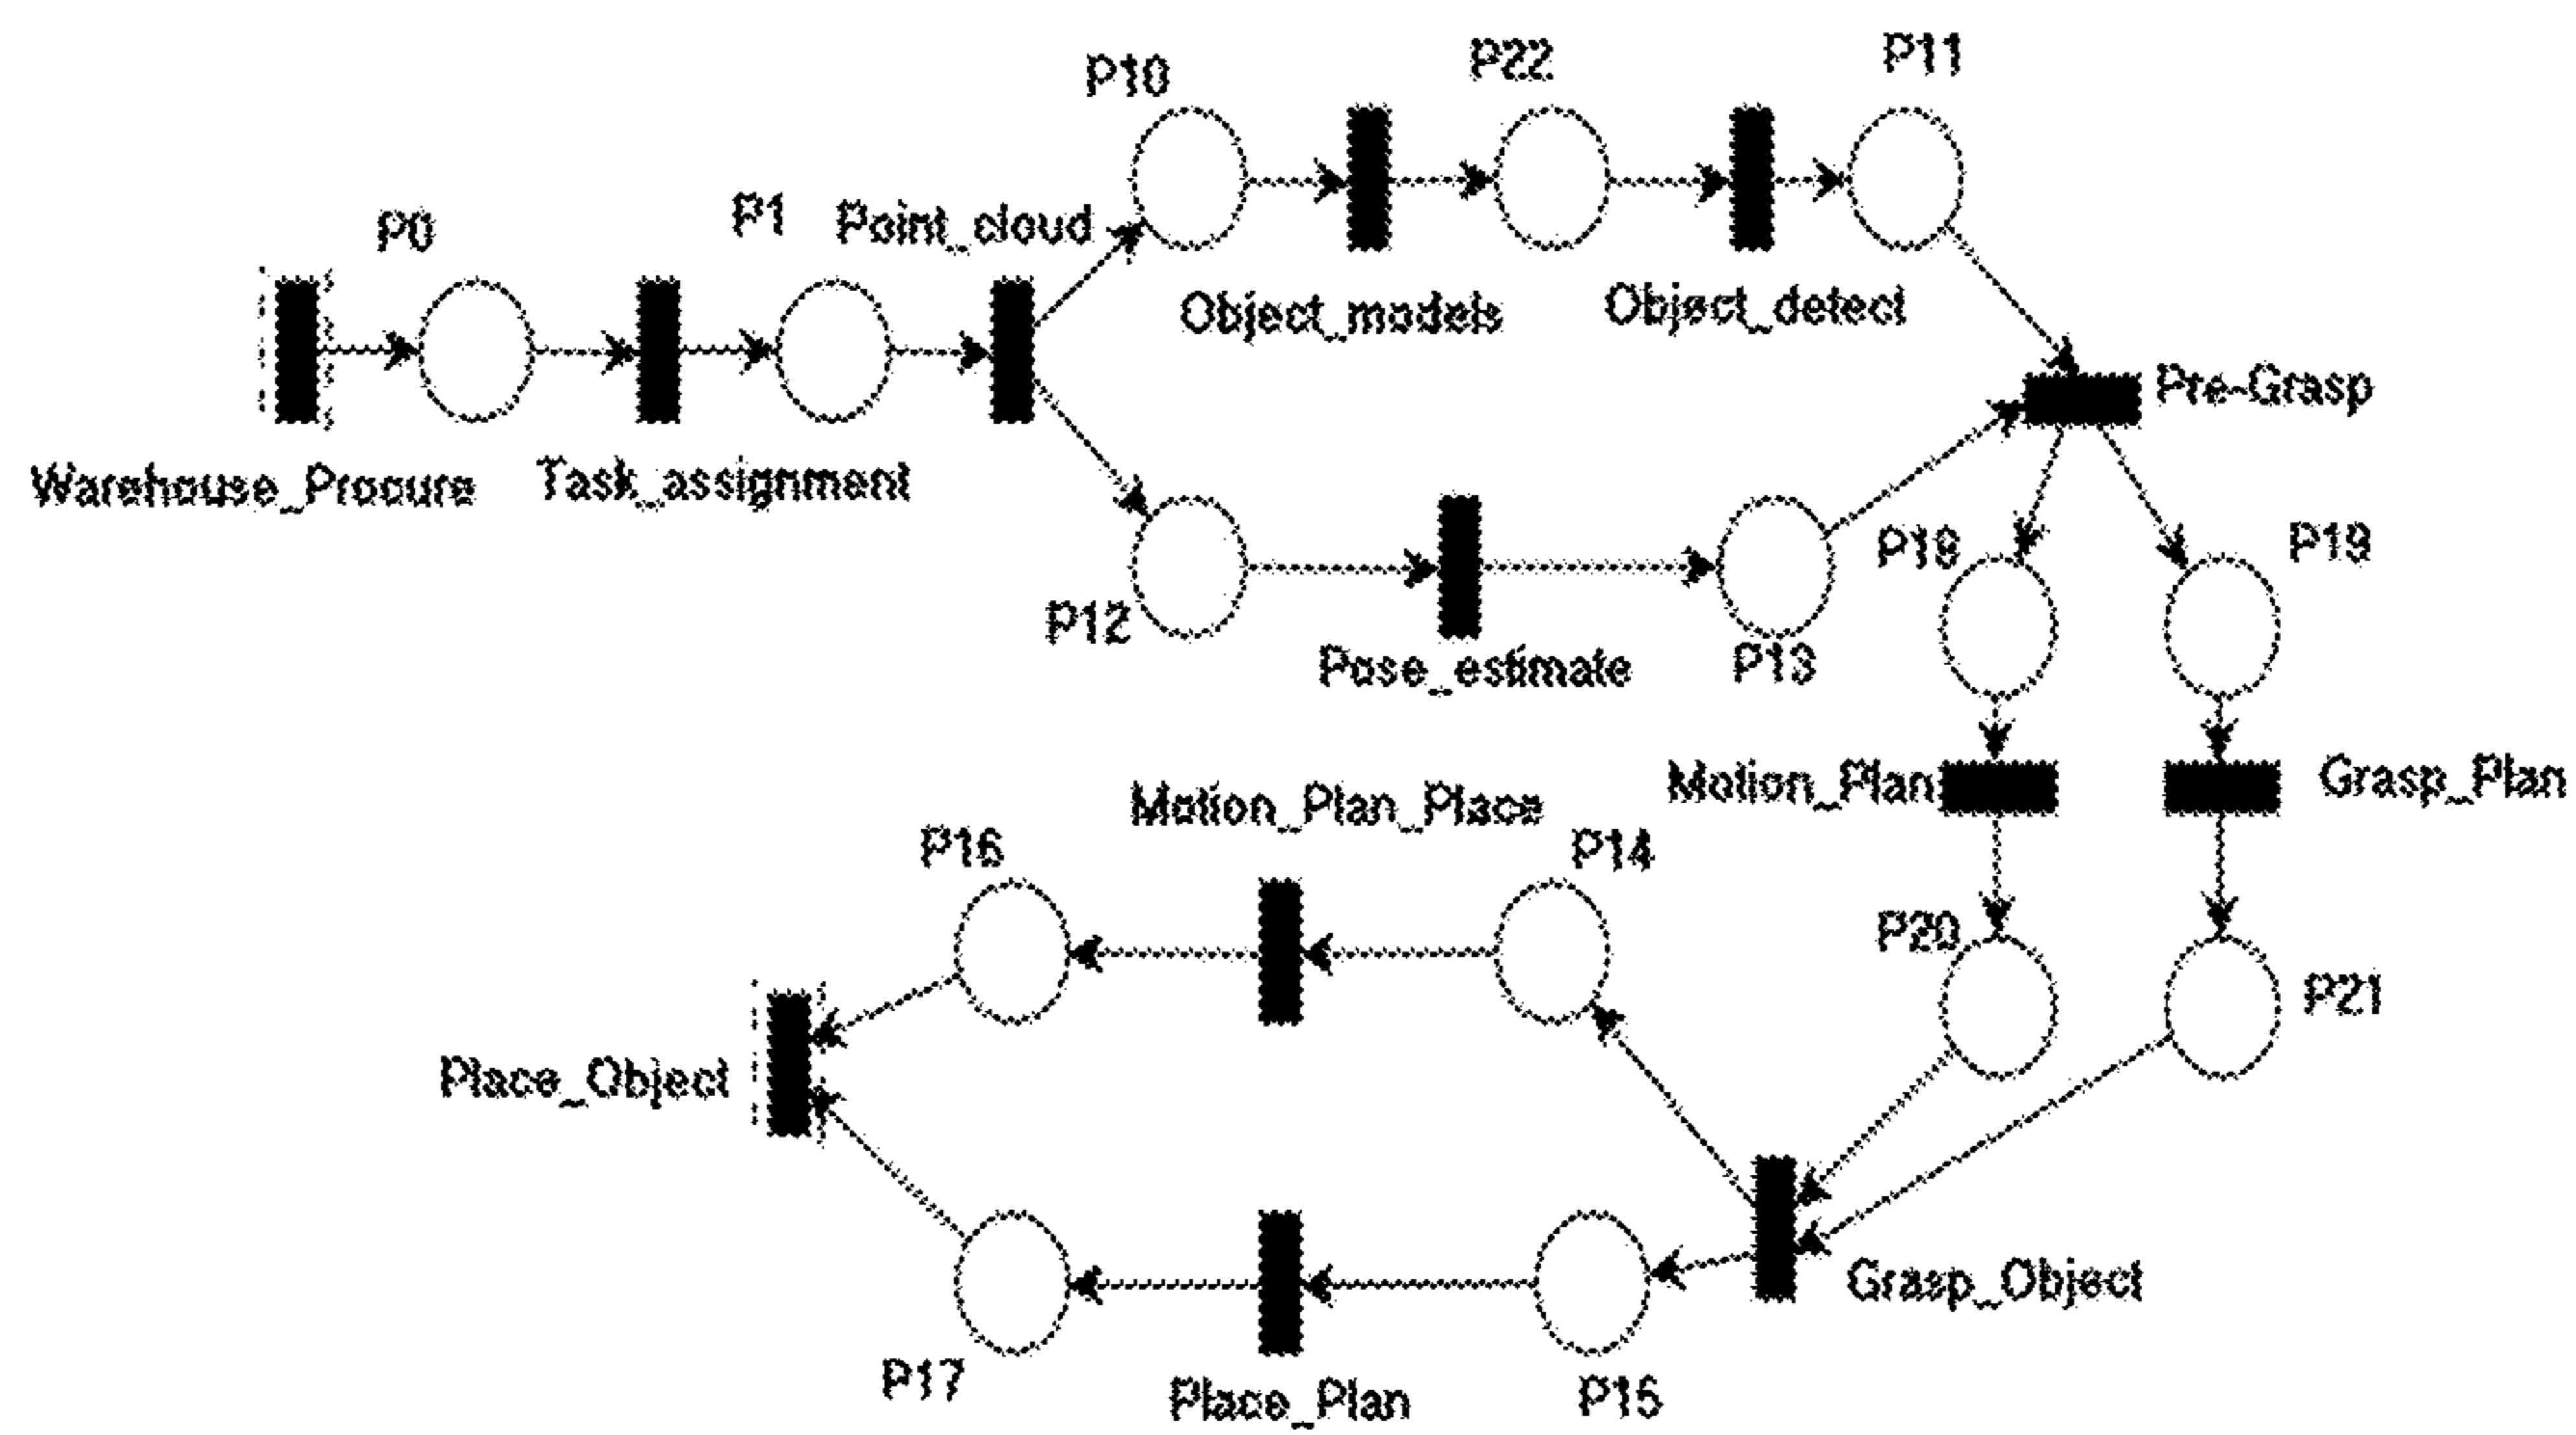 P10
P22
P11
P0
P1
Point_cloud
Object_models
Object_detect
Pre-Grasp
Warehouse_Procure
Task_assignment
P12
Pose_estimate
P13
P18
P19
Motion_Plan
Grasp_Plan
Motion_Plan_Place
P16
P14
P20
P21
Place_Object
Grasp_Object
P17
Place_Plan
P15